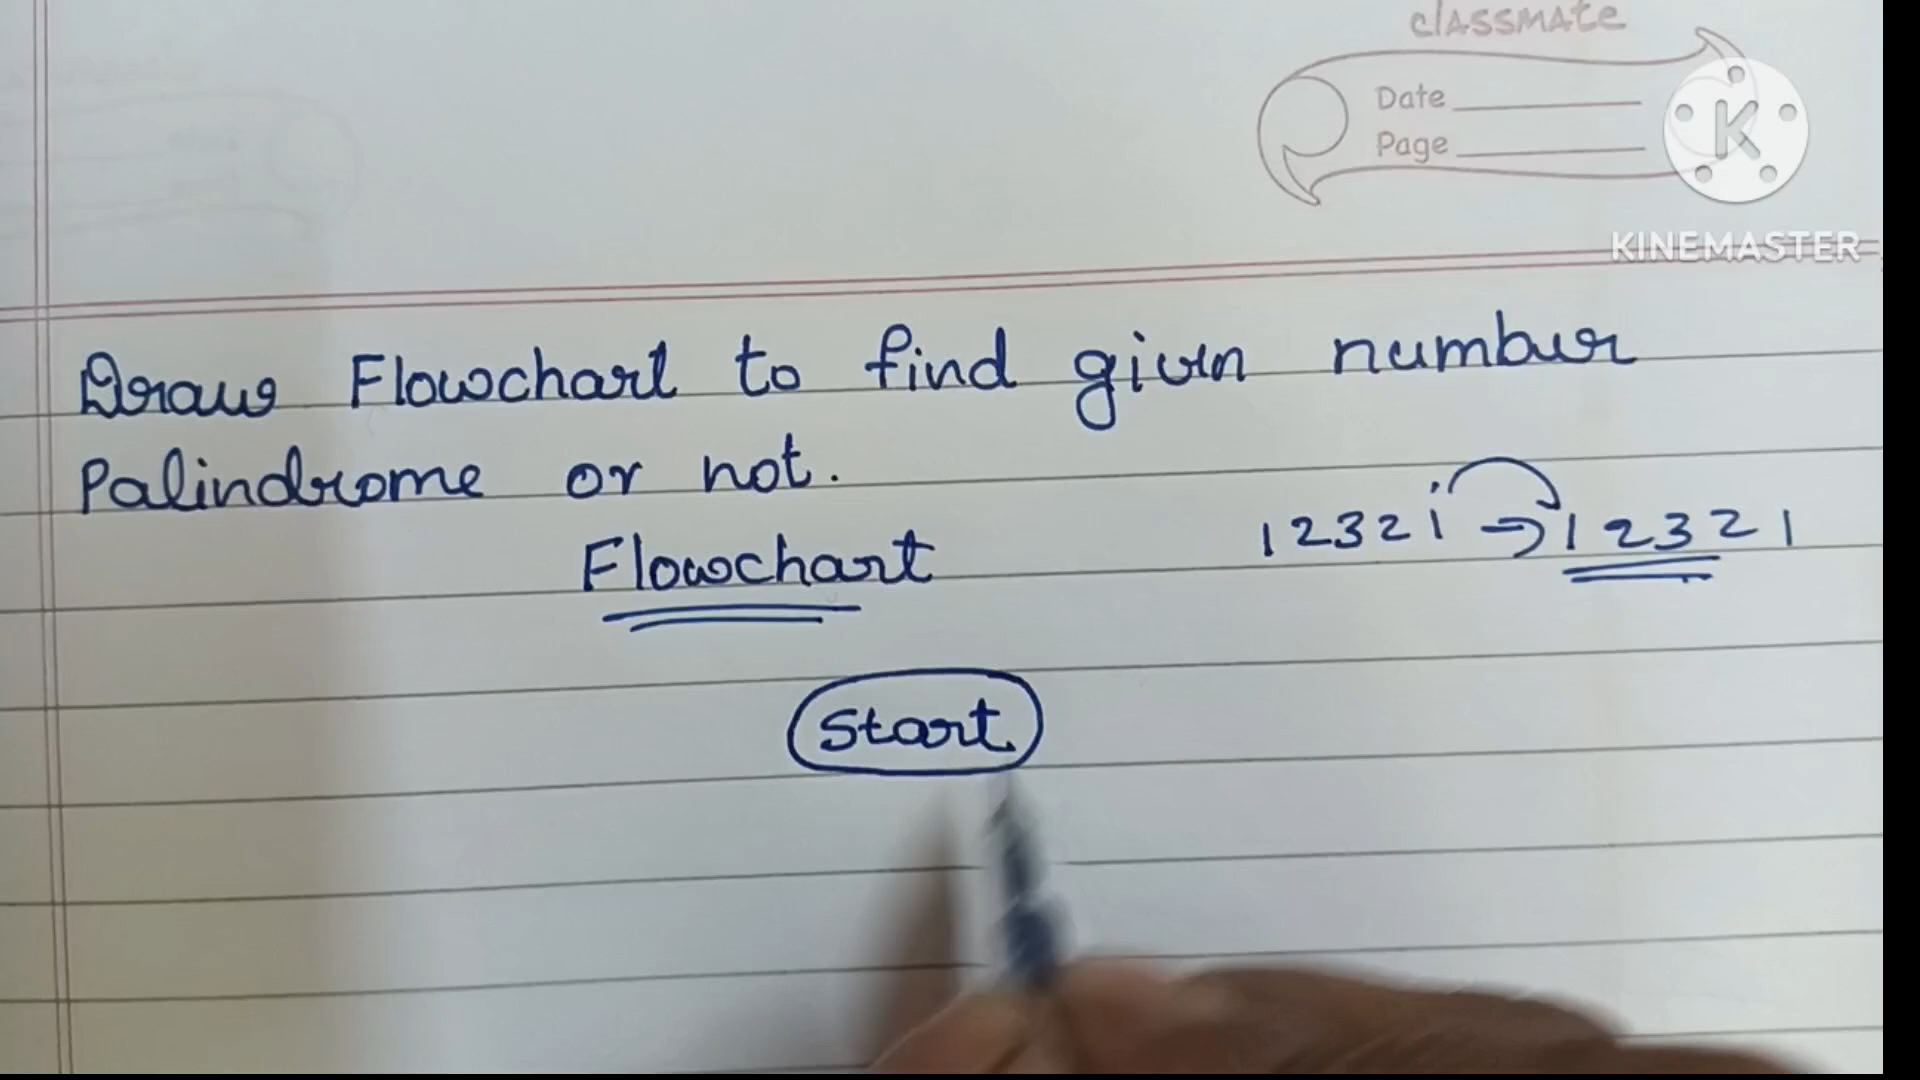 classmate
Date
Page
K
KINEMASTER
Draw Flowchart to find given number
Palindrome or not.
12321 → 12321
Flowchart
Start